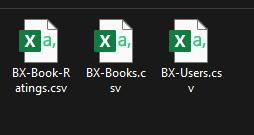 BX-Book-R
atings.csv
BX-Books.c
sv
BX-Users.cs
v